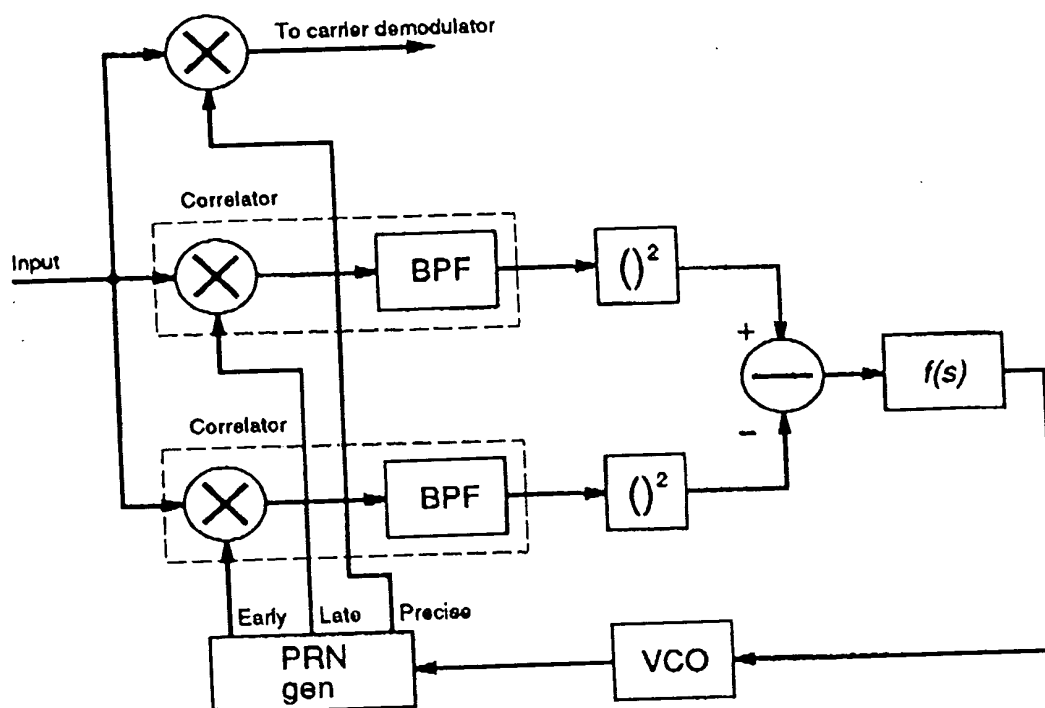 To carrier demodulator
Correlator
Input
BPF
()²
+
f(s)
−
Correlator
BPF
()²
Early
Late
Precise
PRN
gen
VCO